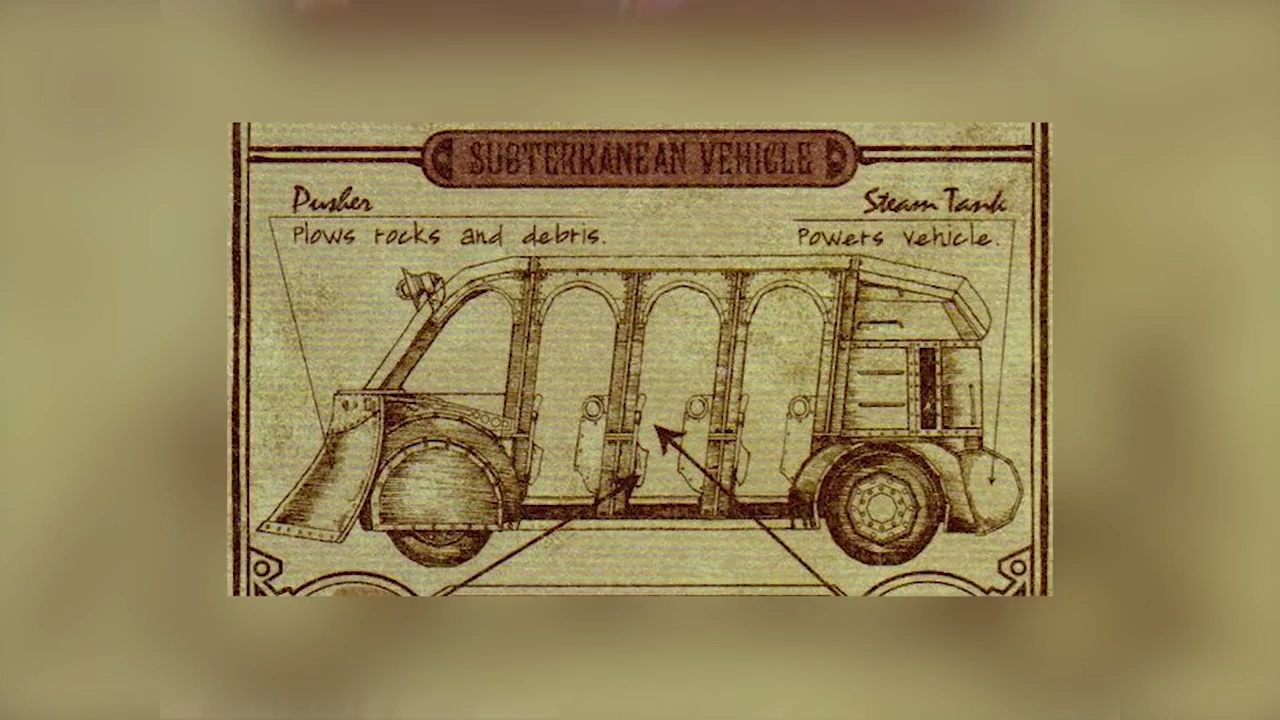 SUBTERRANEAN VEHICLE
Pusher
Plows rocks and debris.
Steam Tank
Powers vehicle.